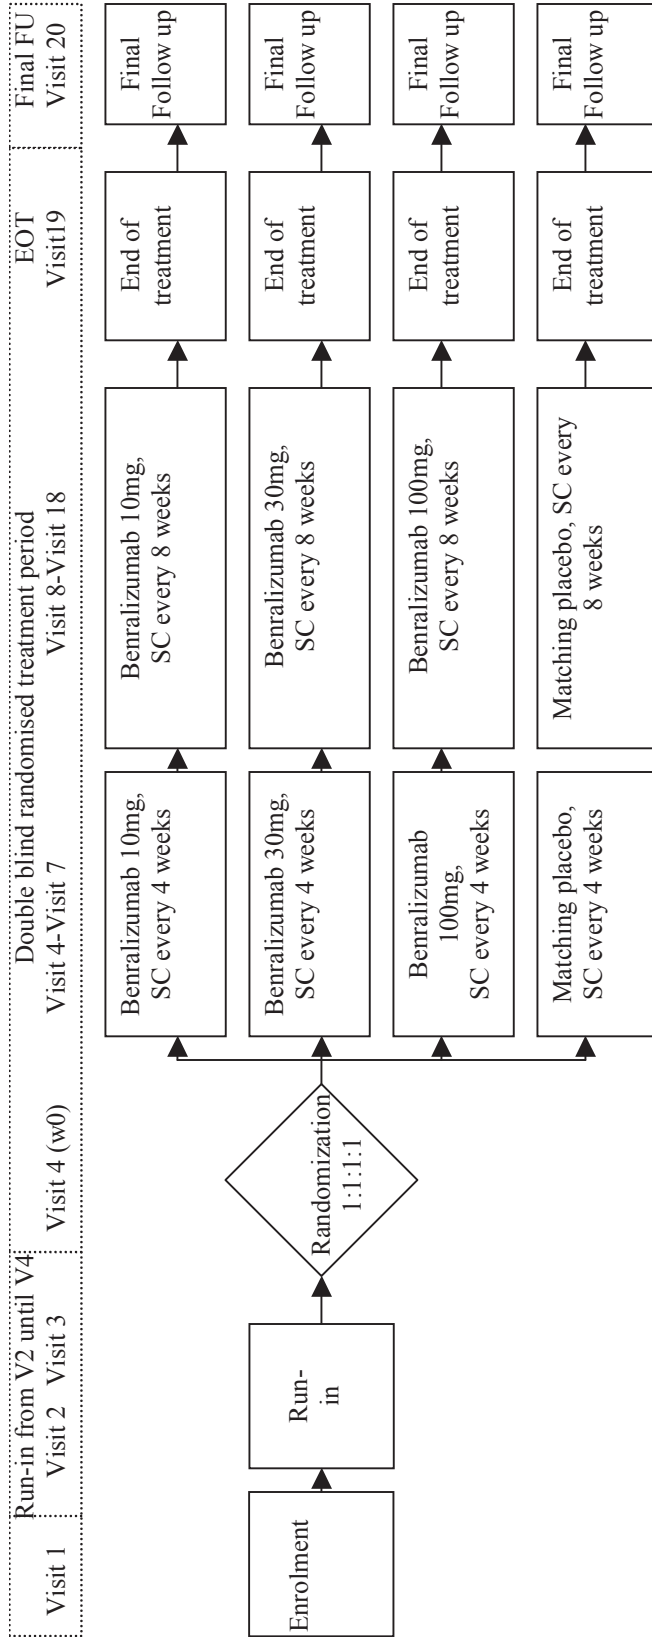 Visit 1
Run-in from V2 until V4
Visit 2   Visit 3
Double blind randomised treatment period
Visit 4 (w0)
Visit 4-Visit 7
Visit 8-Visit 18
EOT
Visit19
Final FU
Visit 20
Enrolment
Run-
in
Randomization
1:1:1:1
Benralizumab 10mg,
SC every 4 weeks
Benralizumab 10mg,
SC every 8 weeks
End of
treatment
Final
Follow up
Benralizumab 30mg,
SC every 4 weeks
Benralizumab 30mg,
SC every 8 weeks
End of
treatment
Final
Follow up
Benralizumab
100mg,
SC every 4 weeks
Benralizumab 100mg,
SC every 8 weeks
End of
treatment
Final
Follow up
Matching placebo,
SC every 4 weeks
Matching placebo, SC every
8 weeks
End of
treatment
Final
Follow up